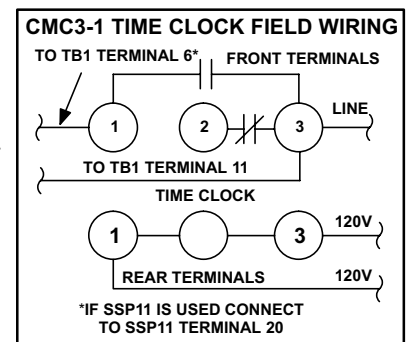 CMC3-1 TIME CLOCK FIELD WIRING
TO TB1 TERMINAL 6*
FRONT TERMINALS
1
2
3
LINE
TO TB1 TERMINAL 11
TIME CLOCK
1
3
120V
REAR TERMINALS
120V
*IF SSP11 IS USED CONNECT
TO SSP11 TERMINAL 20